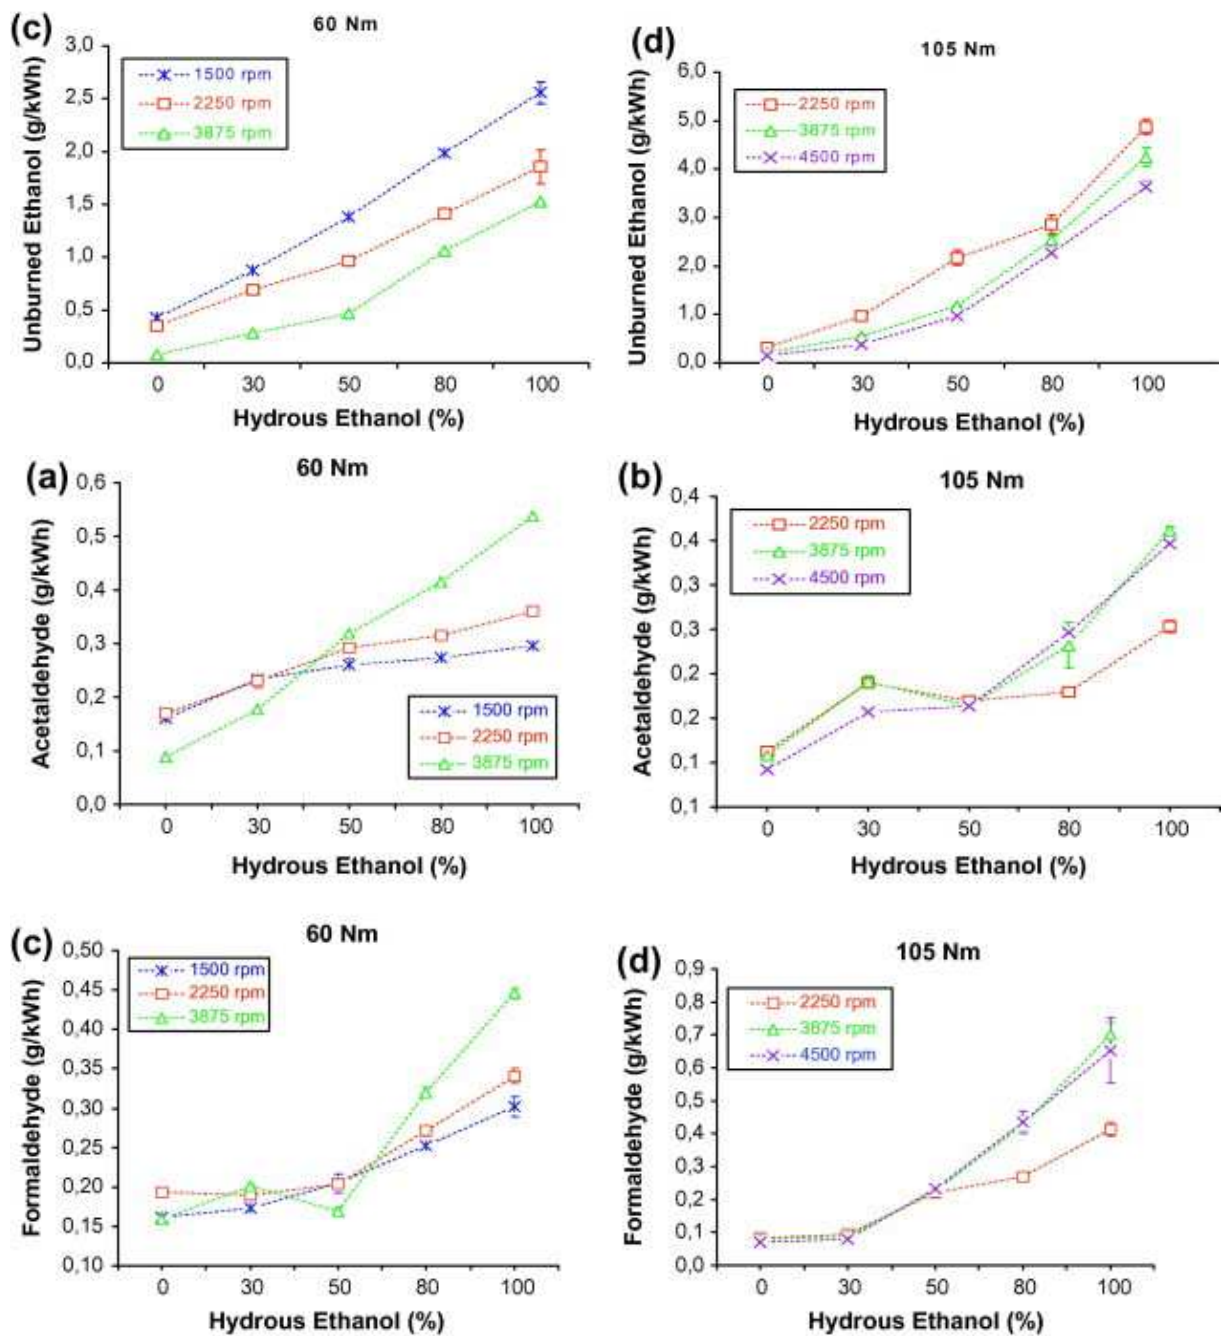 (c)
60 Nm
3,0
2,5
2,0
1,5
1,0
0,5
0,0
Unburned Ethanol (g/kWh)
1500 rpm
2250 rpm
3875 rpm
0 30 50 80 100
Hydrous Ethanol (%)
(d)
105 Nm
6,0
5,0
4,0
3,0
2,0
1,0
0,0
Unburned Ethanol (g/kWh)
2250 rpm
3875 rpm
4500 rpm
0 30 50 80 100
Hydrous Ethanol (%)
(a)
60 Nm
0,6
0,5
0,4
0,3
0,2
0,1
0,0
Acetaldehyde (g/kWh)
1500 rpm
2250 rpm
3875 rpm
0 30 50 80 100
Hydrous Ethanol (%)
(b)
105 Nm
0,4
0,4
0,3
0,3
0,2
0,2
0,1
0,1
Acetaldehyde (g/kWh)
2250 rpm
3875 rpm
4500 rpm
0 30 50 80 100
Hydrous Ethanol (%)
(c)
60 Nm
0,50
0,45
0,40
0,35
0,30
0,25
0,20
0,15
0,10
Formaldehyde (g/kWh)
1500 rpm
2250 rpm
3875 rpm
0 30 50 80 100
Hydrous Ethanol (%)
(d)
105 Nm
0,9
0,8
0,7
0,6
0,5
0,4
0,3
0,2
0,1
0,0
Formaldehyde (g/kWh)
2250 rpm
3875 rpm
4500 rpm
0 30 50 80 100
Hydrous Ethanol (%)